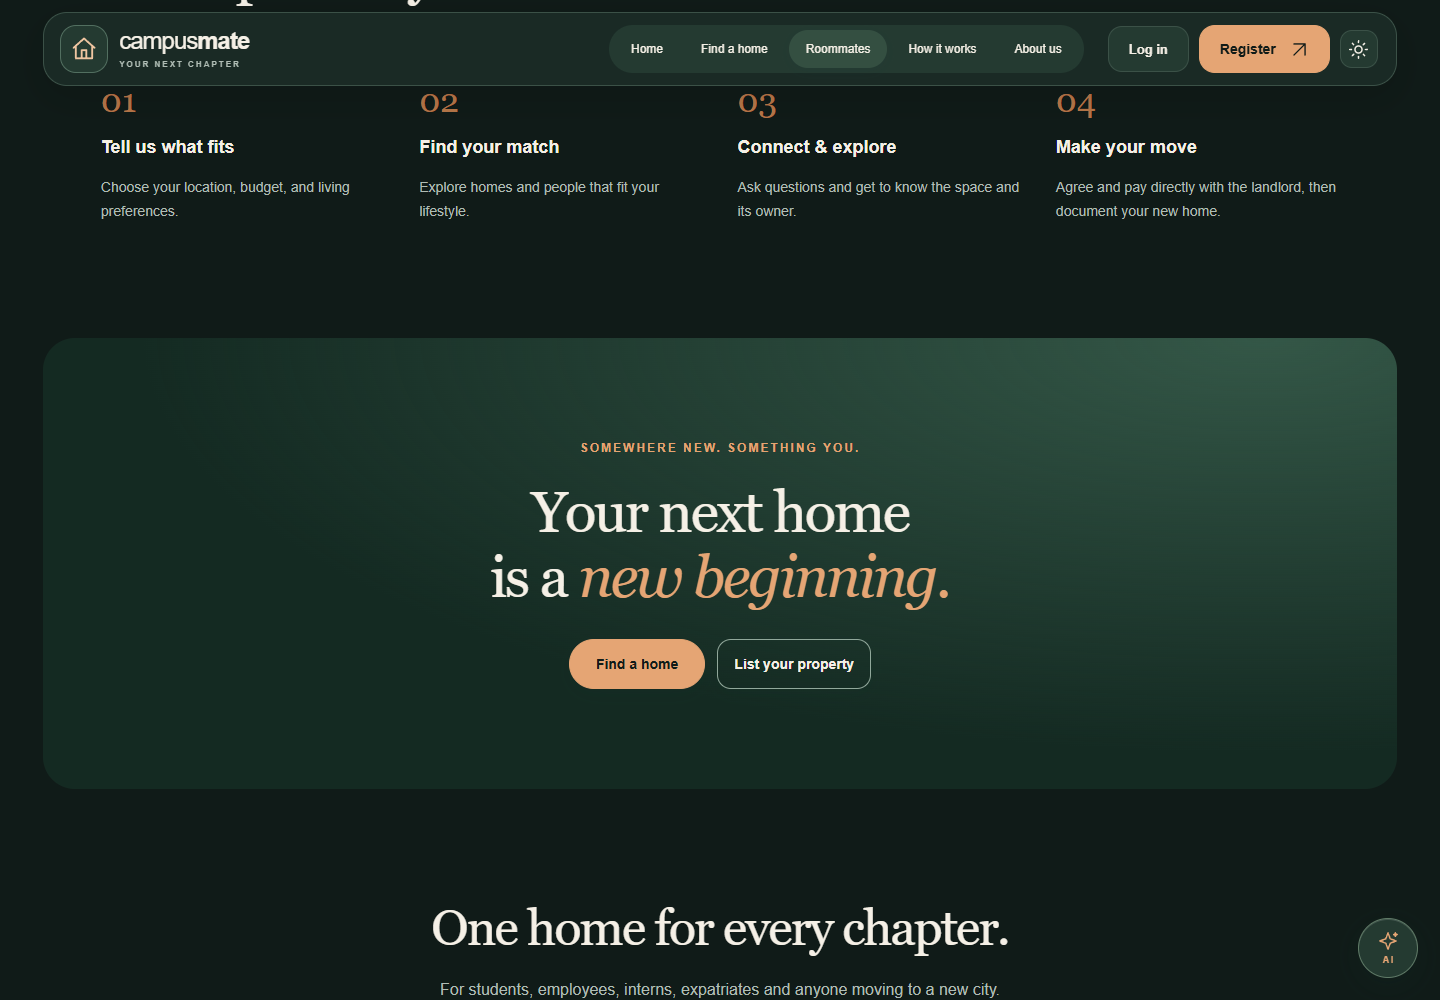 campusmate
YOUR NEXT CHAPTER
Home
Find a home
Roommates
How it works
About us
Log in
Register
01
Tell us what fits
Choose your location, budget, and living
preferences.
02
Find your match
Explore homes and people that fit your
lifestyle.
03
Connect & explore
Ask questions and get to know the space and
its owner.
04
Make your move
Agree and pay directly with the landlord, then
document your new home.
SOMEWHERE NEW. SOMETHING YOU.
Your next home
is a new beginning.
Find a home
List your property
One home for every chapter.
For students, employees, interns, expatriates and anyone moving to a new city.
AI